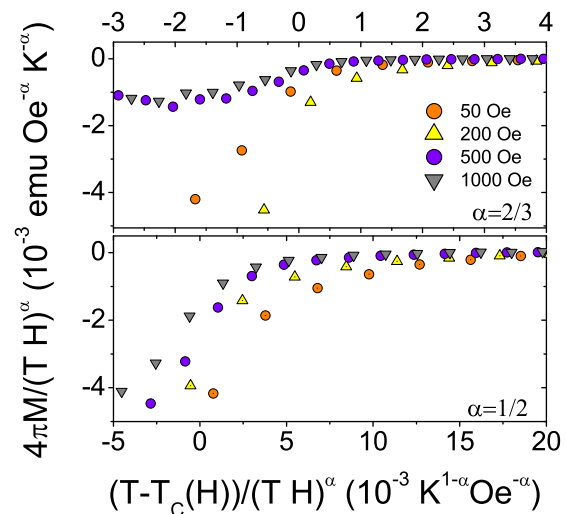 -3 -2 -1 0 1 2 3 4
0
-2
-4
50 Oe
200 Oe
500 Oe
1000 Oe
α=2/3
4πM/(T H)^α (10^-3 emu Oe^-α K^-α)
0
-2
-4
α=1/2
-5 0 5 10 15 20
(T-T_C(H))/(T H)^α (10^-3 K^1-α Oe^-α)